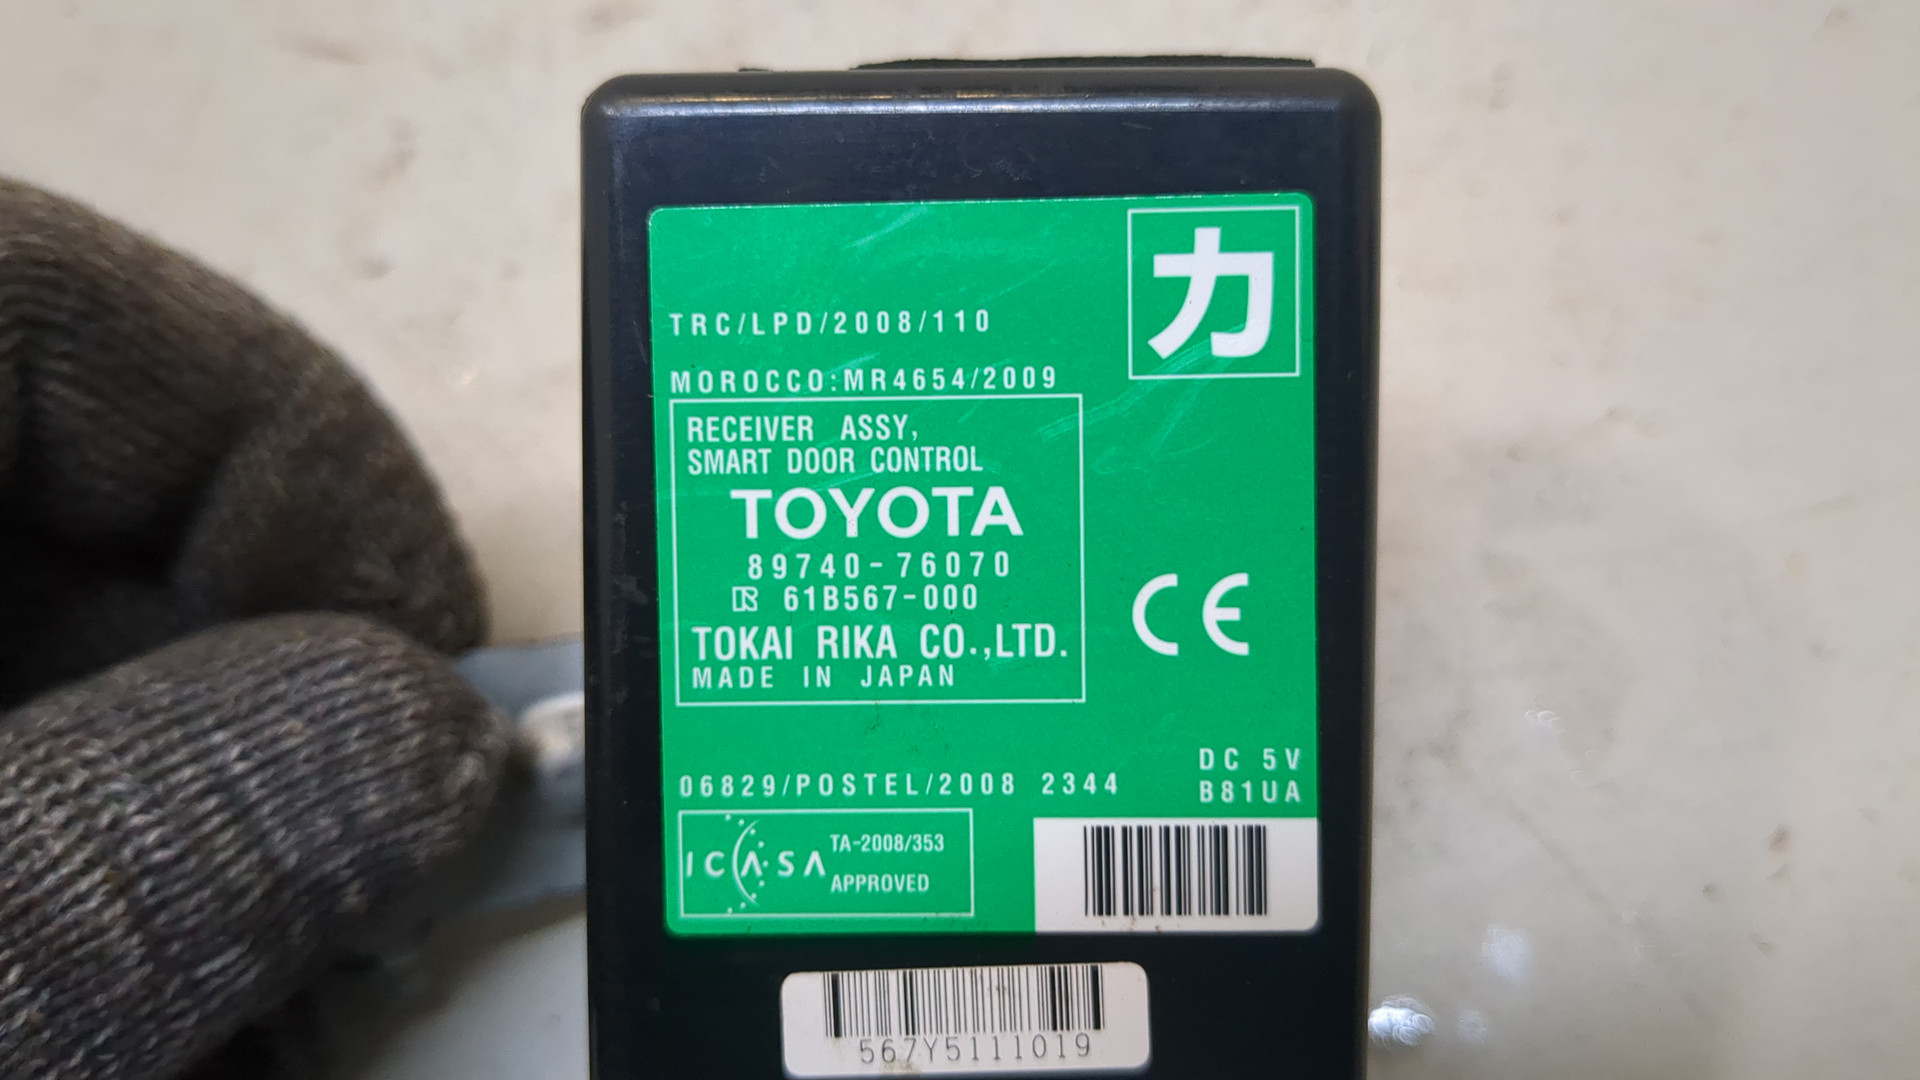 力
TRC/LPD/2008/110
MOROCCO:MR4654/2009
RECEIVER ASSY,
SMART DOOR CONTROL
TOYOTA
89740-76070
61B567-000
TOKAI RIKA CO.,LTD.
MADE IN JAPAN
CE
DC 5V
06829/POSTEL/2008 2344
B81UA
ICASA
TA-2008/353
APPROVED
567Y5111019